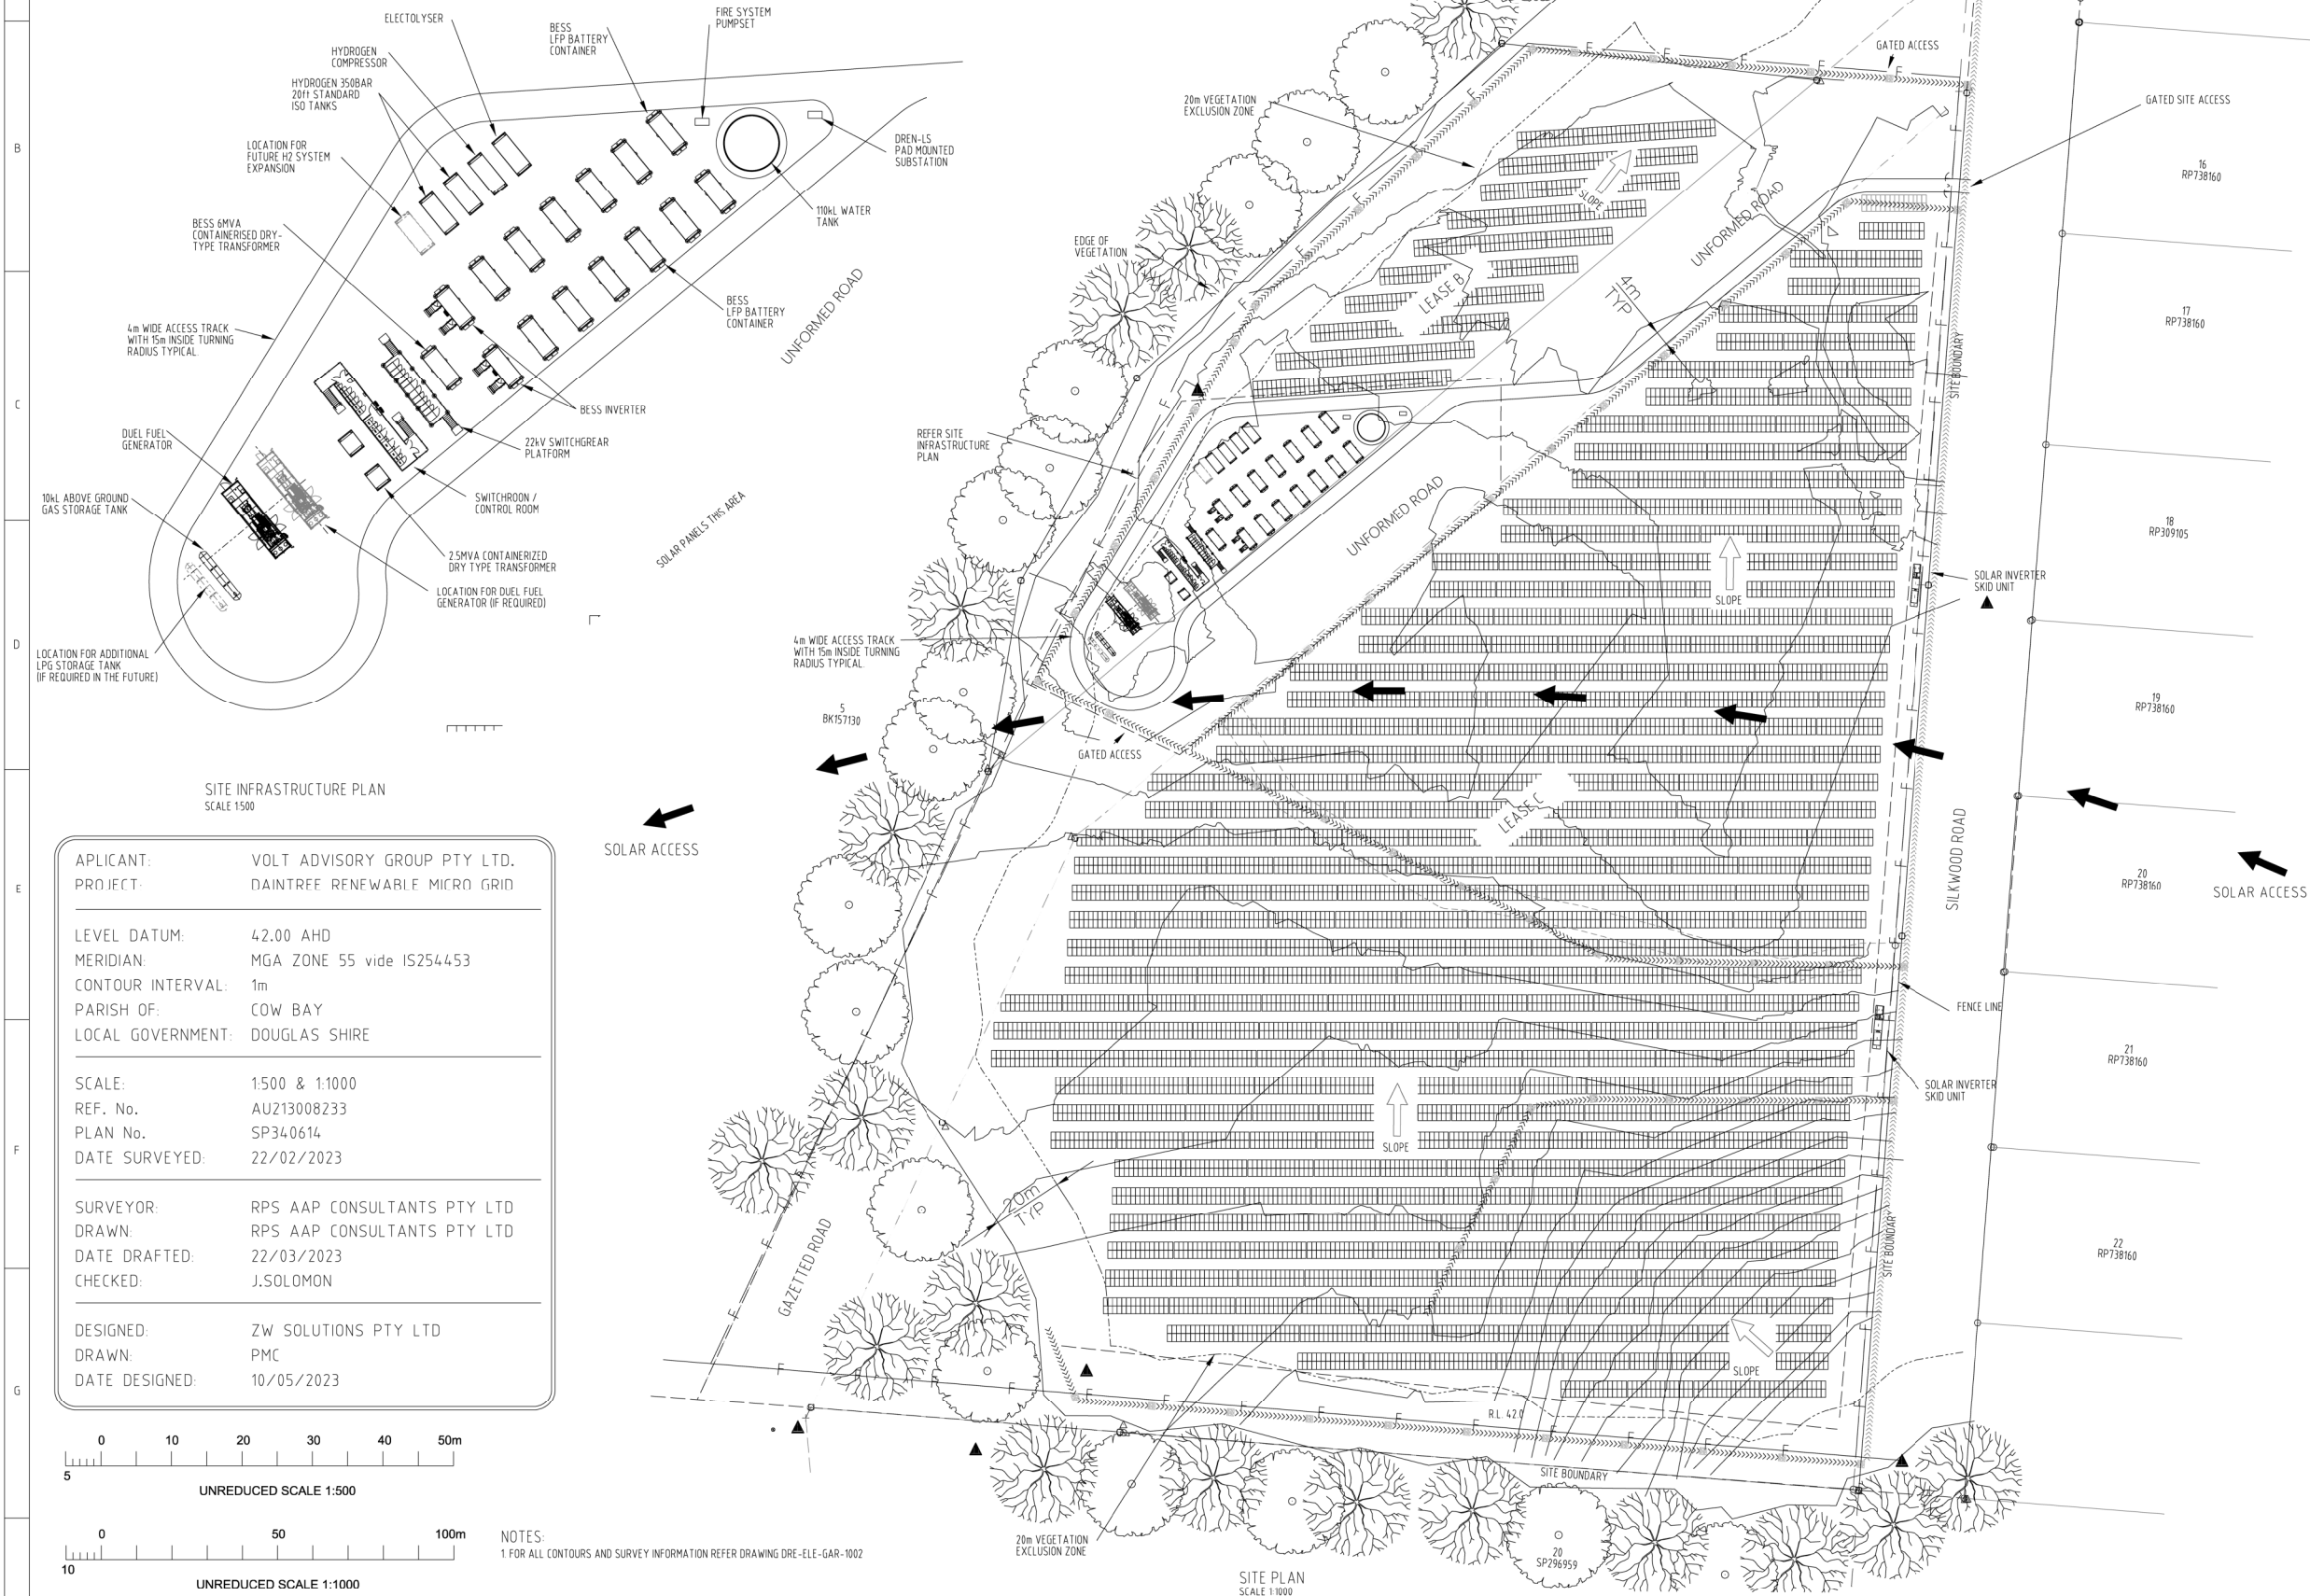 B
C
D
E
F
G
ELECTOLYSER
HYDROGEN
COMPRESSOR
HYDROGEN 350BAR
20ft STANDARD
ISO TANKS
LOCATION FOR
FUTURE H2 SYSTEM
EXPANSION
BESS 6MVA
CONTAINERISED DRY-
TYPE TRANSFORMER
4m WIDE ACCESS TRACK
WITH 15m INSIDE TURNING
RADIUS TYPICAL.
DUEL FUEL
GENERATOR
10kL ABOVE GROUND
GAS STORAGE TANK
LOCATION FOR ADDITIONAL
LPG STORAGE TANK
(IF REQUIRED IN THE FUTURE)
BESS
LFP BATTERY
CONTAINER
FIRE SYSTEM
PUMPSET
DREN-LS
PAD MOUNTED
SUBSTATION
110kL WATER
TANK
BESS
LFP BATTERY
CONTAINER
UNFORMED ROAD
BESS INVERTER
22kV SWITCHGEAR
PLATFORM
SWITCHROON /
CONTROL ROOM
2.5MVA CONTAINERIZED
DRY TYPE TRANSFORMER
LOCATION FOR DUEL FUEL
GENERATOR (IF REQUIRED)
SOLAR PANELS THIS AREA
SITE INFRASTRUCTURE PLAN
SCALE 1:500
APLICANT: VOLT ADVISORY GROUP PTY LTD.
PROJECT: DAINTREE RENEWABLE MICRO GRID
LEVEL DATUM: 42.00 AHD
MERIDIAN: MGA ZONE 55 vide IS254453
CONTOUR INTERVAL: 1m
PARISH OF: COW BAY
LOCAL GOVERNMENT: DOUGLAS SHIRE
SCALE: 1:500 & 1:1000
REF. No. AU213008233
PLAN No. SP340614
DATE SURVEYED: 22/02/2023
SURVEYOR: RPS AAP CONSULTANTS PTY LTD
DRAWN: RPS AAP CONSULTANTS PTY LTD
DATE DRAFTED: 22/03/2023
CHECKED: J.SOLOMON
DESIGNED: ZW SOLUTIONS PTY LTD
DRAWN: PMC
DATE DESIGNED: 10/05/2023
0 10 20 30 40 50m
5
UNREDUCED SCALE 1:500
0 50 100m
10
UNREDUCED SCALE 1:1000
NOTES:
1. FOR ALL CONTOURS AND SURVEY INFORMATION REFER DRAWING DRE-ELE-GAR-1002
GATED ACCESS
GATED SITE ACCESS
20m VEGETATION
EXCLUSION ZONE
EDGE OF
VEGETATION
SLOPE
LEASE B
UNFORMED ROAD
14m
TYP
REFER SITE
INFRASTRUCTURE
PLAN
UNFORMED ROAD
SITE BOUNDARY
16
RP738160
17
RP738160
18
RP309105
SOLAR INVERTER
SKID UNIT
SLOPE
4m WIDE ACCESS TRACK
WITH 15m INSIDE TURNING
RADIUS TYPICAL.
5
BK157130
GATED ACCESS
19
RP738160
SOLAR ACCESS
LEASE C
SILKWOOD ROAD
20
RP738160
SOLAR ACCESS
FENCE LINE
21
RP738160
SOLAR INVERTER
SKID UNIT
SLOPE
20m
TYP
GAZETTED ROAD
SITE BOUNDARY
22
RP738160
SLOPE
R.L. 42.0
SITE BOUNDARY
20m VEGETATION
EXCLUSION ZONE
20
SP296959
SITE PLAN
SCALE 1:1000